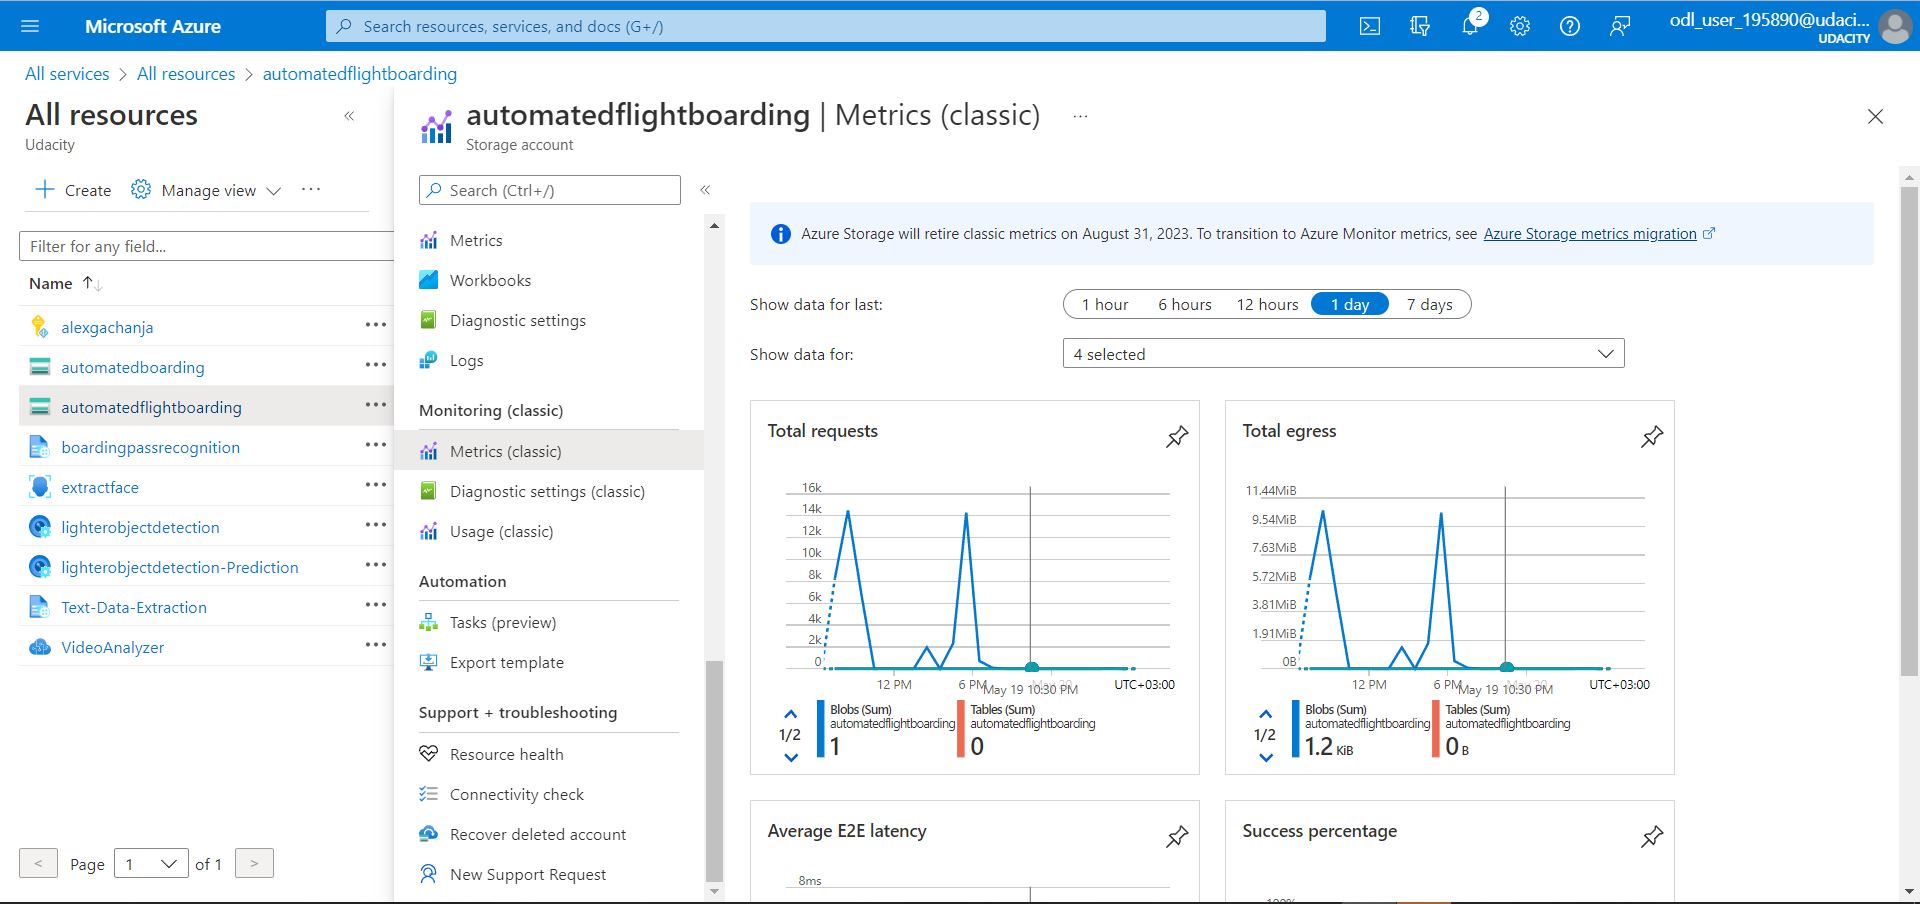 Microsoft Azure
Search resources, services, and docs (G+/)
2
odl_user_195890@udaci...
UDACITY
All services > All resources > automatedflightboarding
All resources
«
Udacity
Create
Manage view
...
Filter for any field...
Name
alexgachanja
automatedboarding
automatedflightboarding
boardingpassrecognition
extractface
lighterobjectdetection
lighterobjectdetection-Prediction
Text-Data-Extraction
VideoAnalyzer
< Page 1 of 1 >
automatedflightboarding | Metrics (classic)
...
Storage account
Search (Ctrl+/)
«
Metrics
Workbooks
Diagnostic settings
Logs
Monitoring (classic)
Metrics (classic)
Diagnostic settings (classic)
Usage (classic)
Automation
Tasks (preview)
Export template
Support + troubleshooting
Resource health
Connectivity check
Recover deleted account
New Support Request
Azure Storage will retire classic metrics on August 31, 2023. To transition to Azure Monitor metrics, see Azure Storage metrics migration
Show data for last:
1 hour 6 hours 12 hours 1 day 7 days
Show data for:
4 selected
Total requests
16k
14k
12k
10k
8k
6k
4k
2k
0
12 PM 6 PM May 19 10:30 PM UTC+03:00
1/2
Blobs (Sum)
automatedflightboarding
1
Tables (Sum)
automatedflightboarding
0
Total egress
11.44MiB
9.54MiB
7.63MiB
5.72MiB
3.81MiB
1.91MiB
0B
12 PM 6 PM May 19 10:30 PM UTC+03:00
1/2
Blobs (Sum)
automatedflightboarding
1.2 KiB
Tables (Sum)
automatedflightboarding
0 B
Average E2E latency
8ms
Success percentage